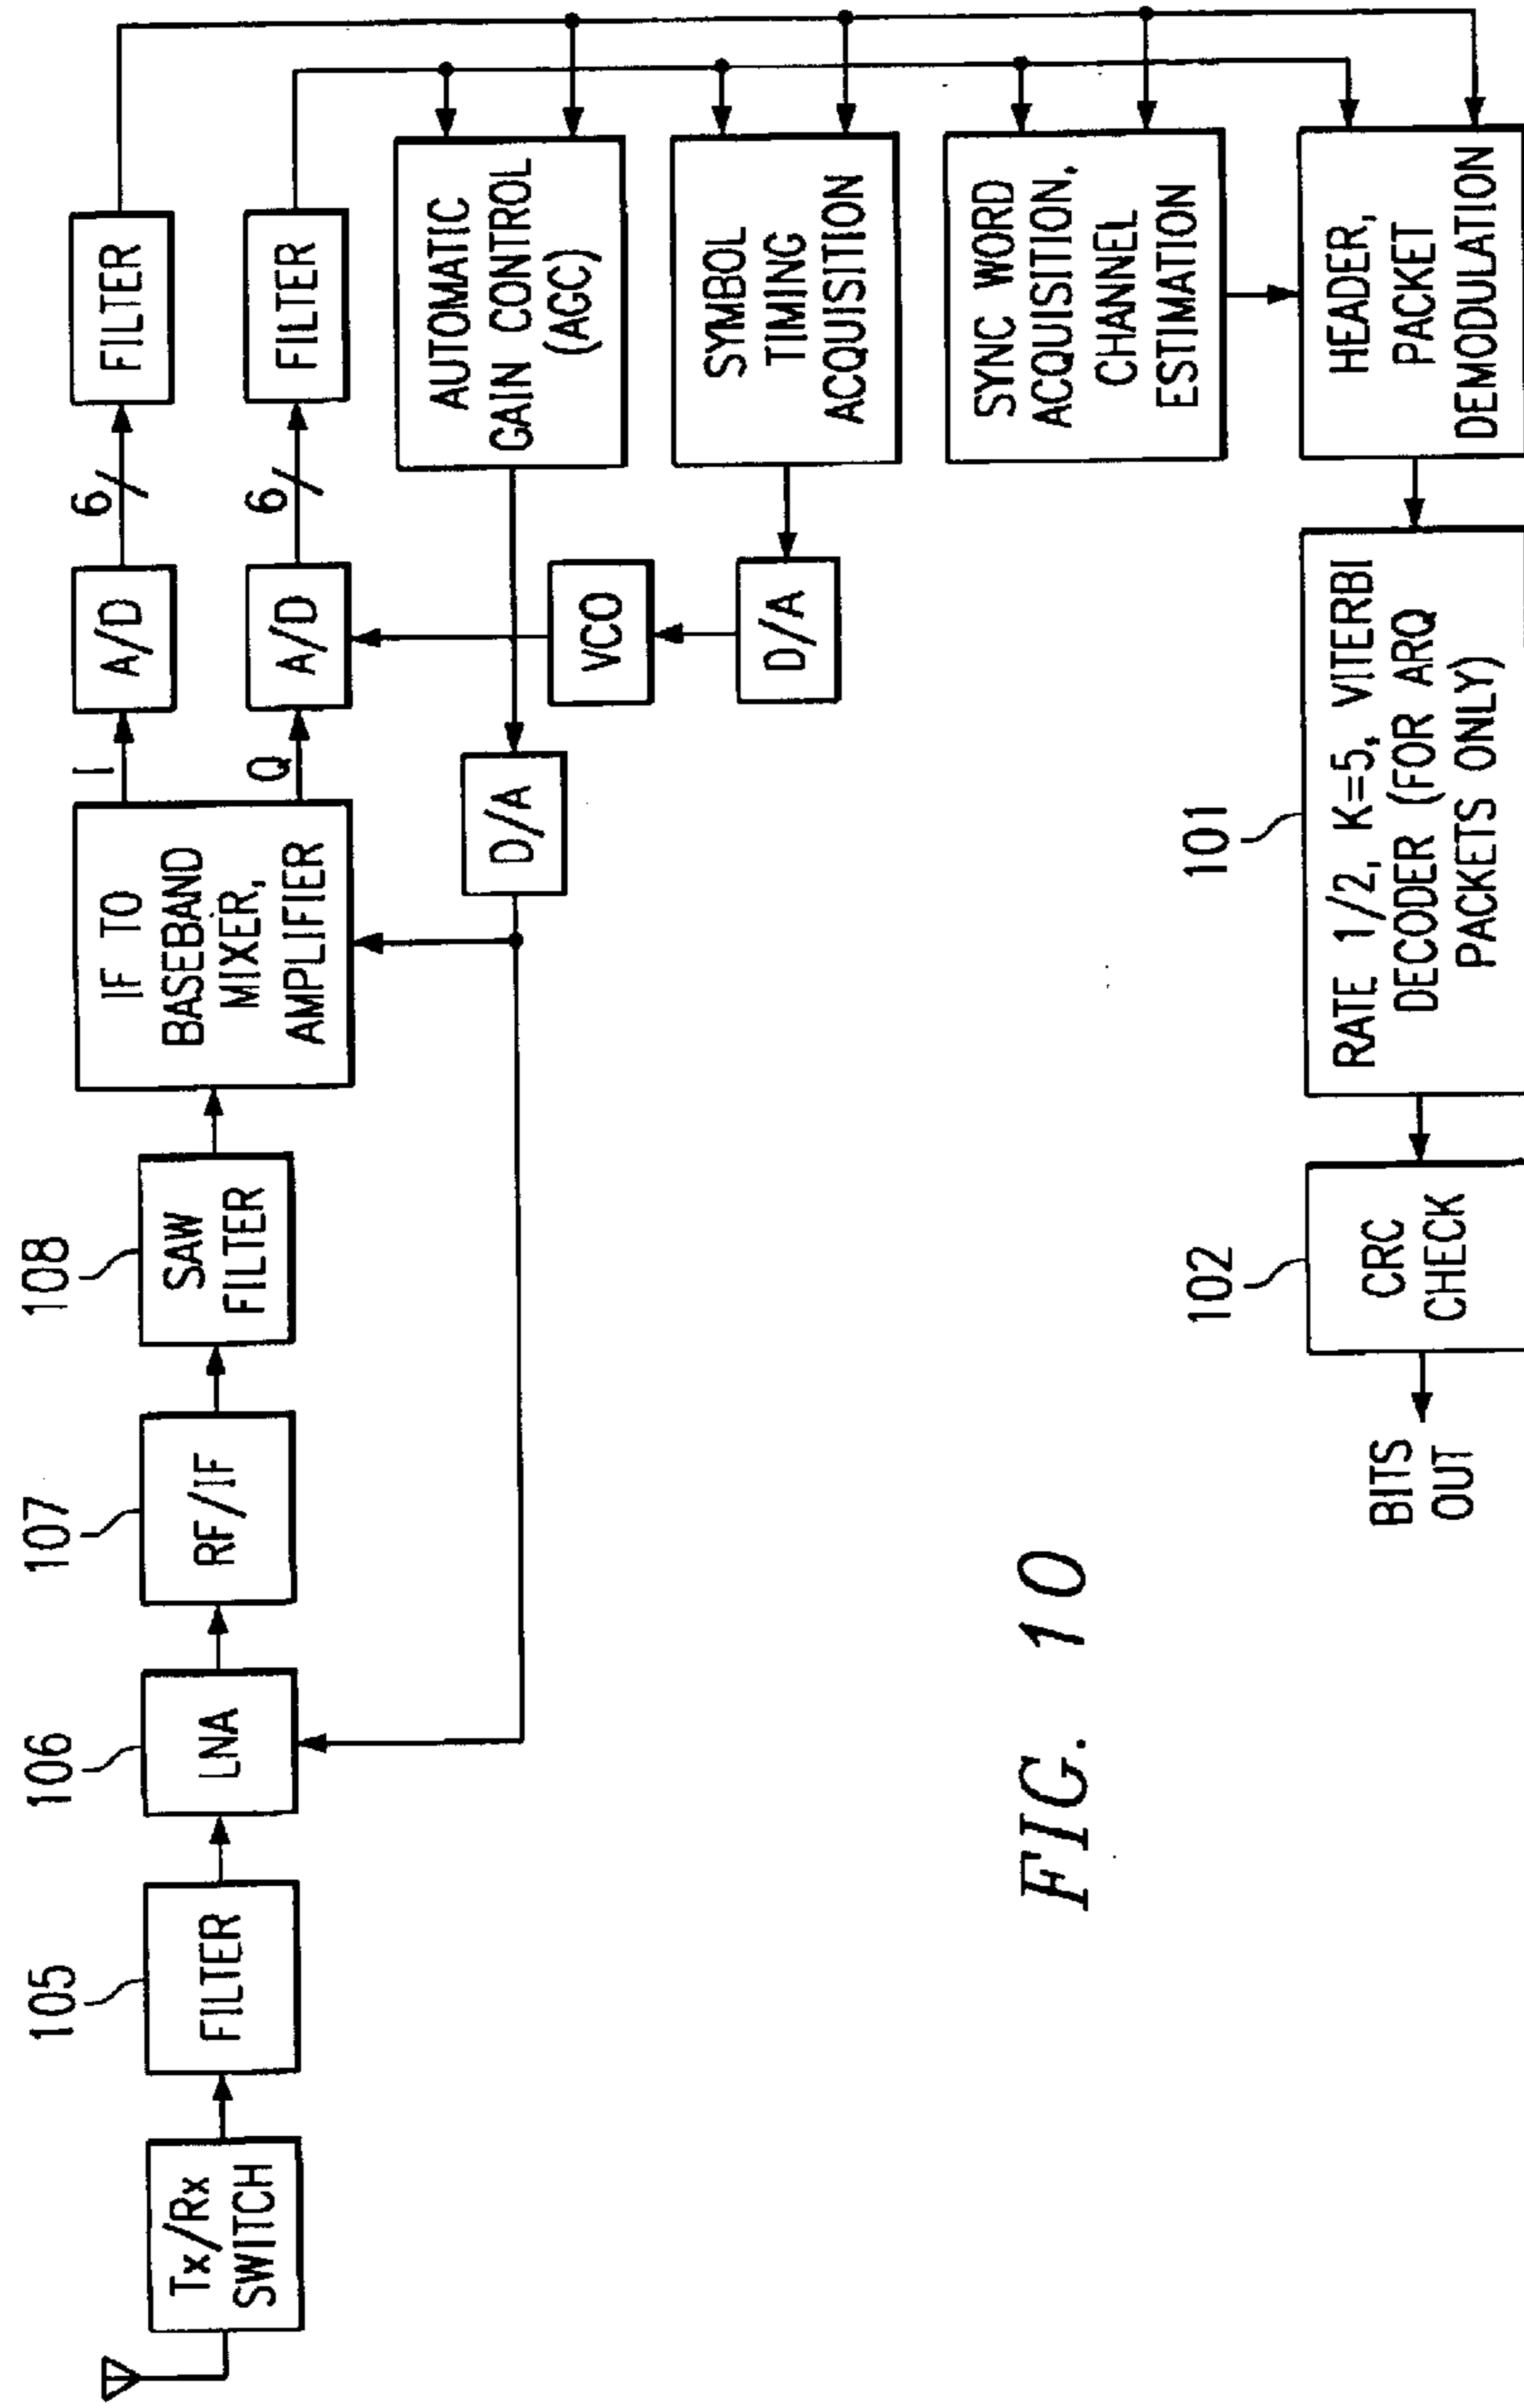 105
106
107
108
Tx/Rx
SWITCH
FILTER
LNA
RF/IF
SAW
FILTER
IF TO
BASEBAND
MIXER,
AMPLIFIER
I
Q
A/D
A/D
6
6
FILTER
FILTER
D/A
VCO
D/A
AUTOMATIC
GAIN CONTROL
(AGC)
SYMBOL
TIMING
ACQUISITION
SYNC WORD
ACQUISITION,
CHANNEL
ESTIMATION
HEADER,
PACKET
DEMODULATION
101
RATE 1/2, K=5, VITERBI
DECODER (FOR ARQ
PACKETS ONLY)
102
CRC
CHECK
BITS
OUT
FIG. 10